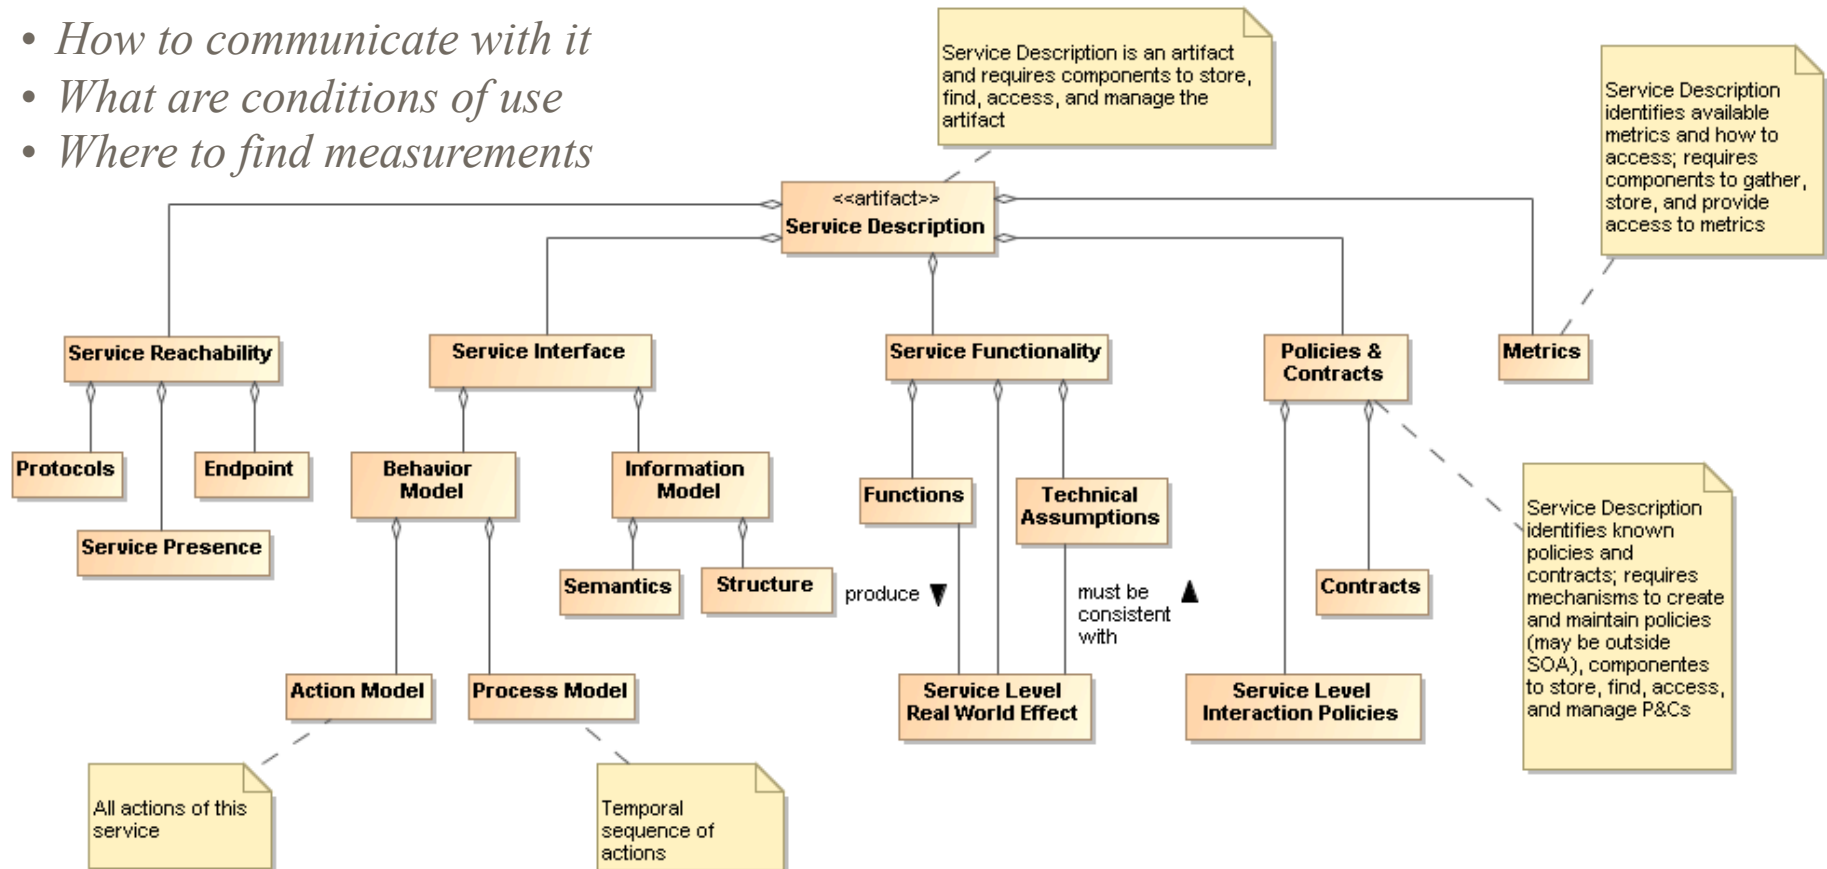 • How to communicate with it
• What are conditions of use
• Where to find measurements
Service Description is an artifact
and requires components to store,
find, access, and manage the
artifact
Service Description
identifies available
metrics and how to
access; requires
components to gather,
store, and provide
access to metrics
<<artifact>>
Service Description
Service Reachability
Service Interface
Service Functionality
Policies &
Contracts
Metrics
Protocols
Endpoint
Behavior
Model
Information
Model
Functions
Technical
Assumptions
Service Presence
Semantics
Structure
produce ▼
must be ▲
consistent
with
Contracts
Service Description
identifies known
policies and
contracts; requires
mechanisms to create
and maintain policies
(may be outside
SOA), componentes
to store, find, access,
and manage P&Cs
Action Model
Process Model
Service Level
Real World Effect
Service Level
Interaction Policies
All actions of this
service
Temporal
sequence of
actions